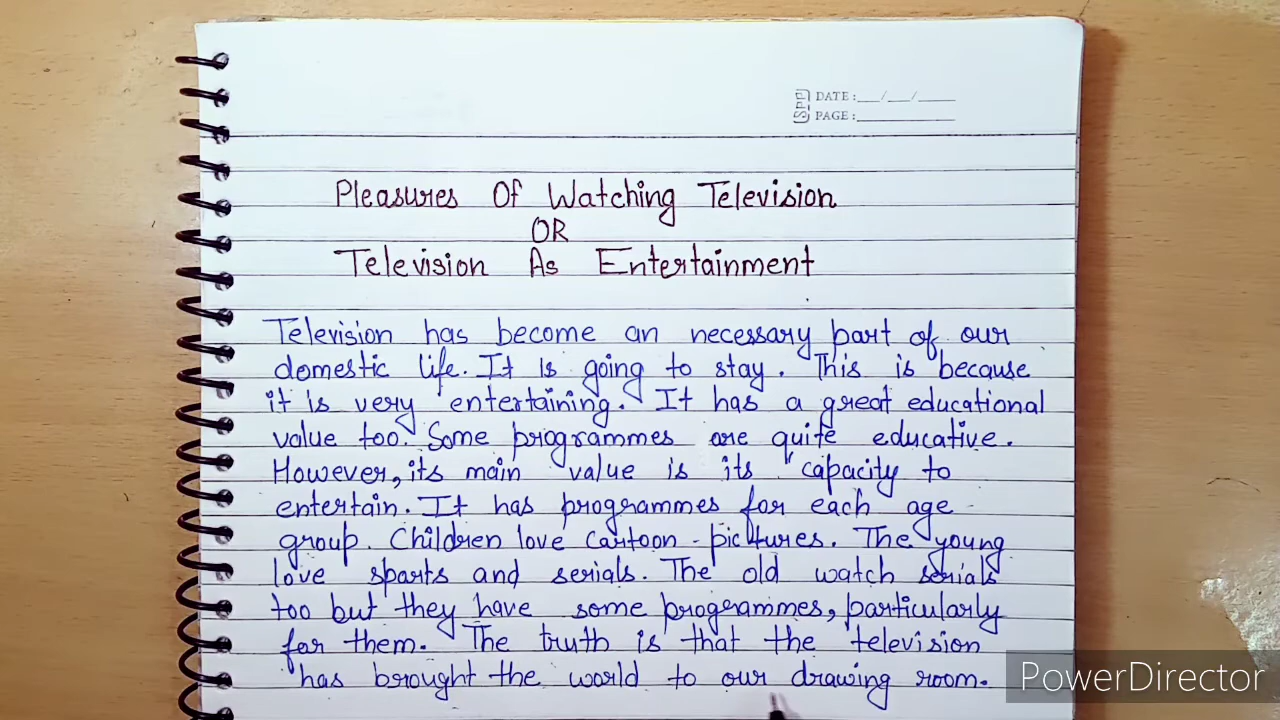 DATE:__/__/____
PAGE:__________
Pleasures Of Watching Television
OR
Television As Entertainment
Television has become an necessary part of our
domestic life. It is going to stay. This is because
it is very entertaining. It has a great educational
value too. Some programmes are quite educative.
However, its main value is its capacity to
entertain. It has programmes for each age
group. Children love cartoon-pictures. The young
love sports and serials. The old watch serials
too but they have some programmes, particularly
for them. The truth is that the television
has brought the world to our drawing room.
PowerDirector